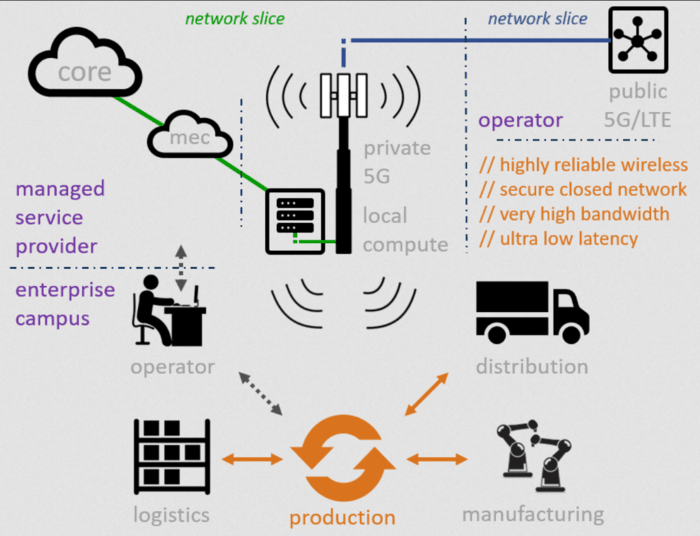 network slice
network slice
core
mec
public
5G/LTE
operator
private
5G
// highly reliable wireless
// secure closed network
// very high bandwidth
// ultra low latency
managed
service
provider
local
compute
enterprise
campus
operator
distribution
logistics
production
manufacturing